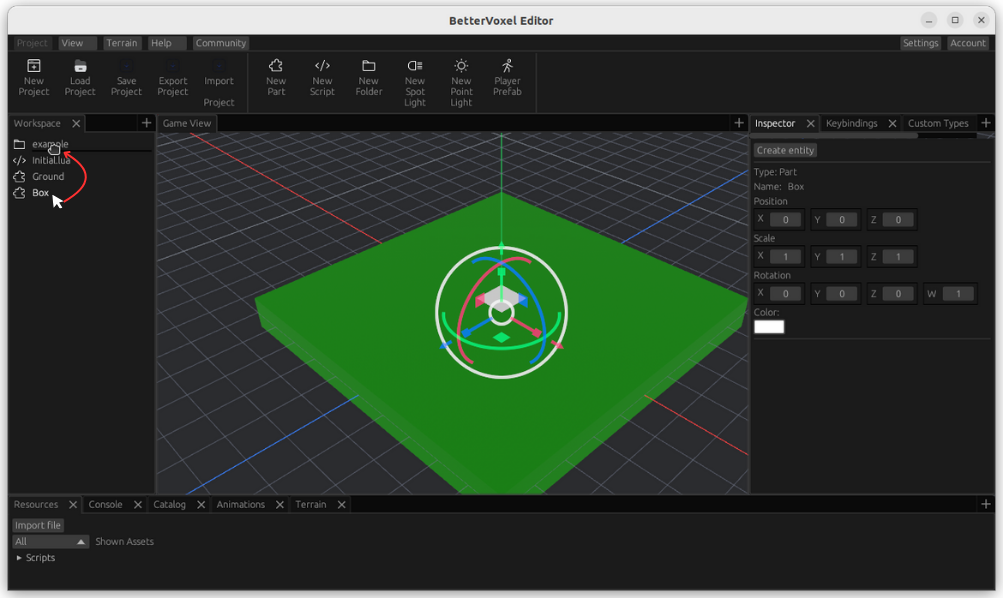 BetterVoxel Editor
Project View Terrain Help Community Settings Account
New Project
Load Project
Save Project
Export Project
Import Project
New Part
New Script
New Folder
New Spot Light
New Point Light
Player Prefab
Workspace
Game View
Inspector Keybindings Custom Types
example
</> Initial.lua
Ground
Box
Create entity
Type: Part
Name: Box
Position
X 0 Y 0 Z 0
Scale
X 1 Y 1 Z 1
Rotation
X 0 Y 0 Z 0 W 1
Color:
Resources Console Catalog Animations Terrain
Import file
All Shown Assets
Scripts